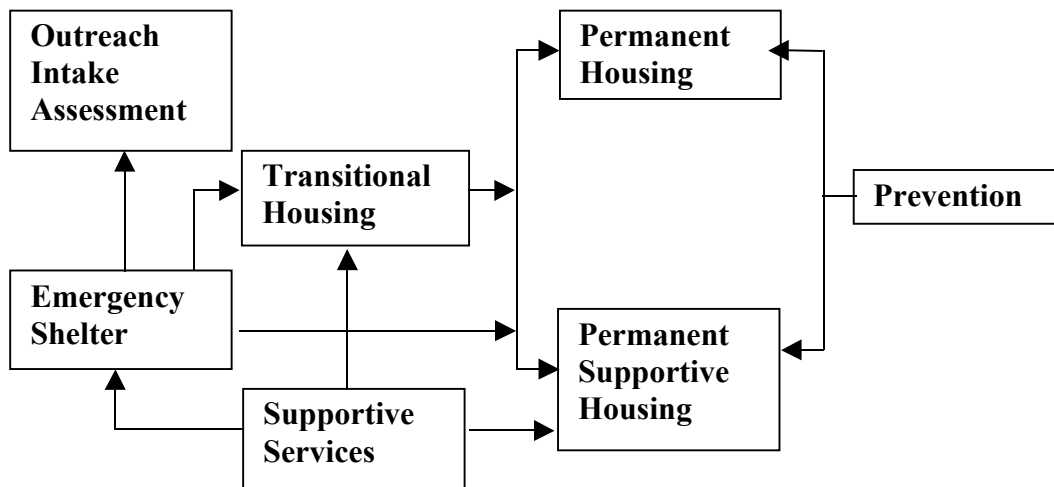 Outreach
Intake
Assessment
Permanent
Housing
Transitional
Housing
Prevention
Emergency
Shelter
Permanent
Supportive
Housing
Supportive
Services